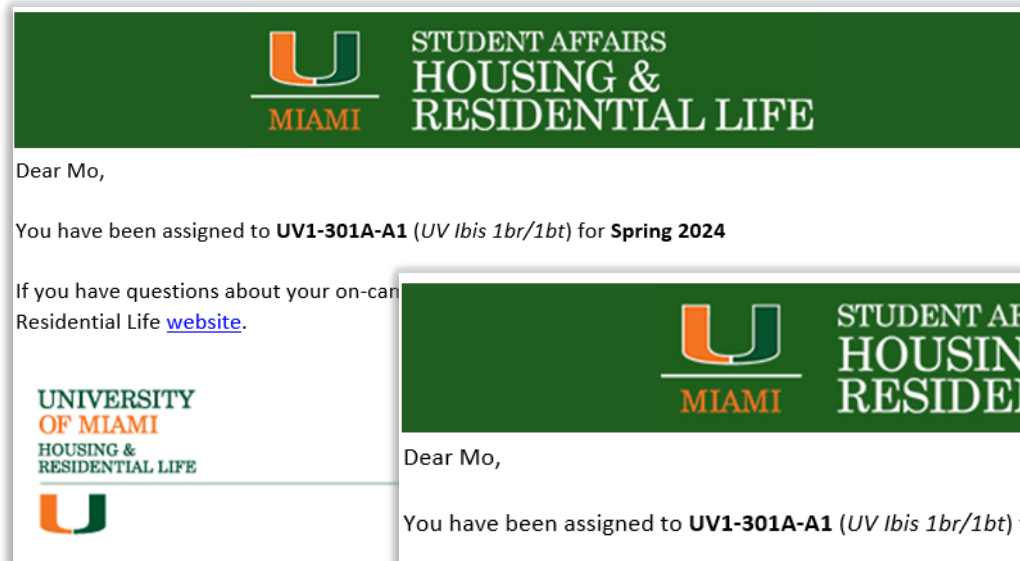 STUDENT AFFAIRS
HOUSING &
RESIDENTIAL LIFE
MIAMI
Dear Mo,
You have been assigned to UV1-301A-A1 (UV Ibis 1br/1bt) for Spring 2024
If you have questions about your on-can
Residential Life website.
UNIVERSITY
OF MIAMI
HOUSING &
RESIDENTIAL LIFE
STUDENT AF
HOUSIN
RESIDE
MIAMI
Dear Mo,
You have been assigned to UV1-301A-A1 (UV Ibis 1br/1bt)